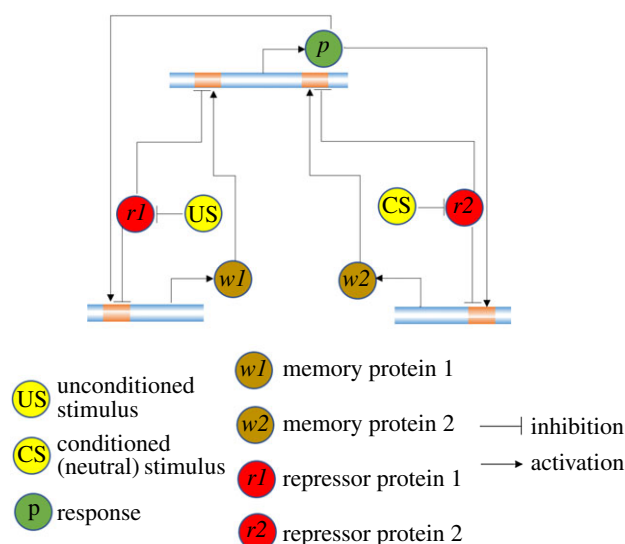 p
r1
US
CS
r2
w1
w2
US unconditioned
stimulus
CS conditioned
(neutral) stimulus
p response
w1 memory protein 1
w2 memory protein 2
r1 repressor protein 1
r2 repressor protein 2
inhibition
activation